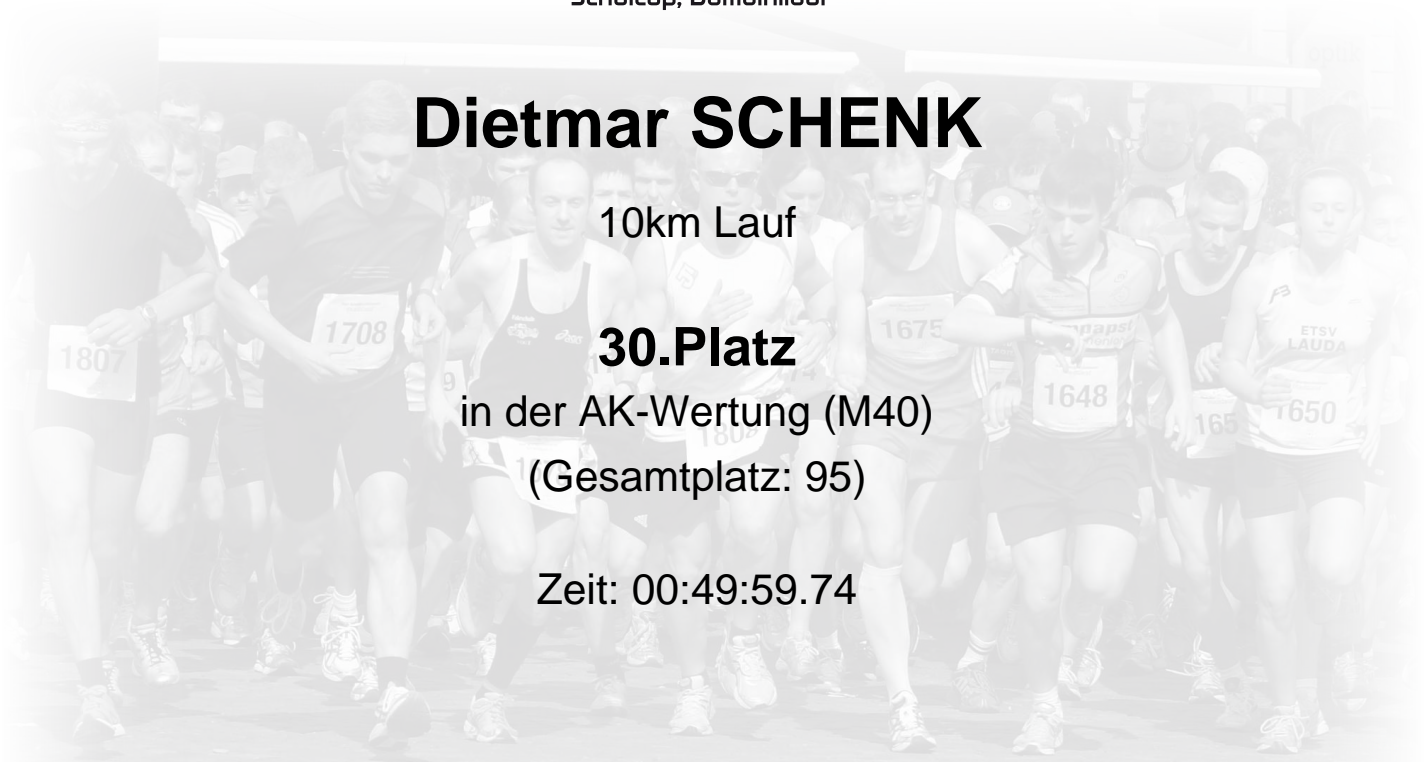 Dietmar SCHENK
10km Lauf
30.Platz
in der AK-Wertung (M40)
(Gesamtplatz: 95)
Zeit: 00:49:59.74
1807
1708
1675
1648
1650
ETSV
LAUDA